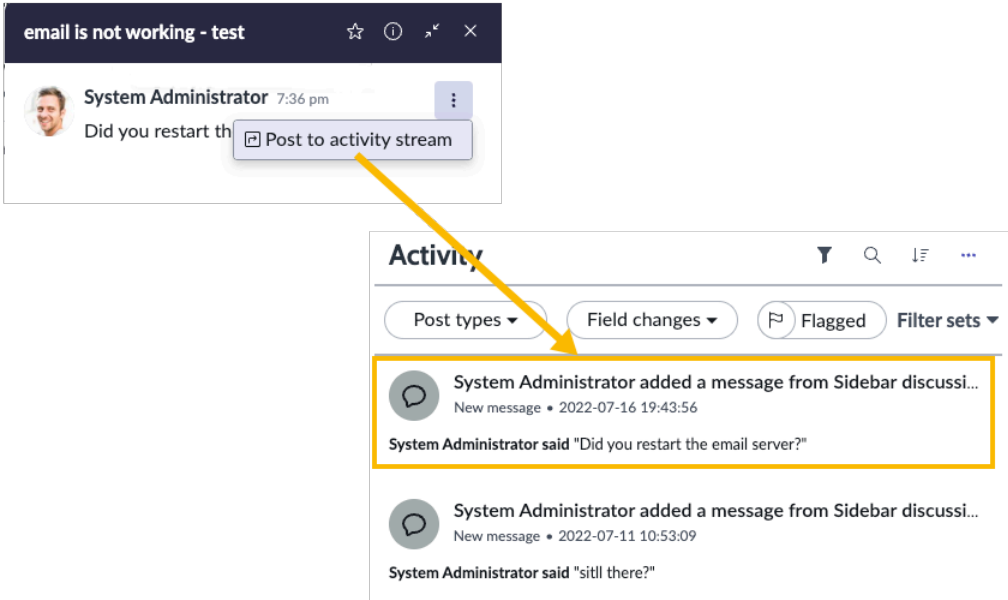 email is not working - test
System Administrator 7:36 pm
Did you restart th
Post to activity stream
Activity
Post types
Field changes
Flagged
Filter sets
System Administrator added a message from Sidebar discussi...
New message • 2022-07-16 19:43:56
System Administrator said "Did you restart the email server?"
System Administrator added a message from Sidebar discussi...
New message • 2022-07-11 10:53:09
System Administrator said "sitll there?"